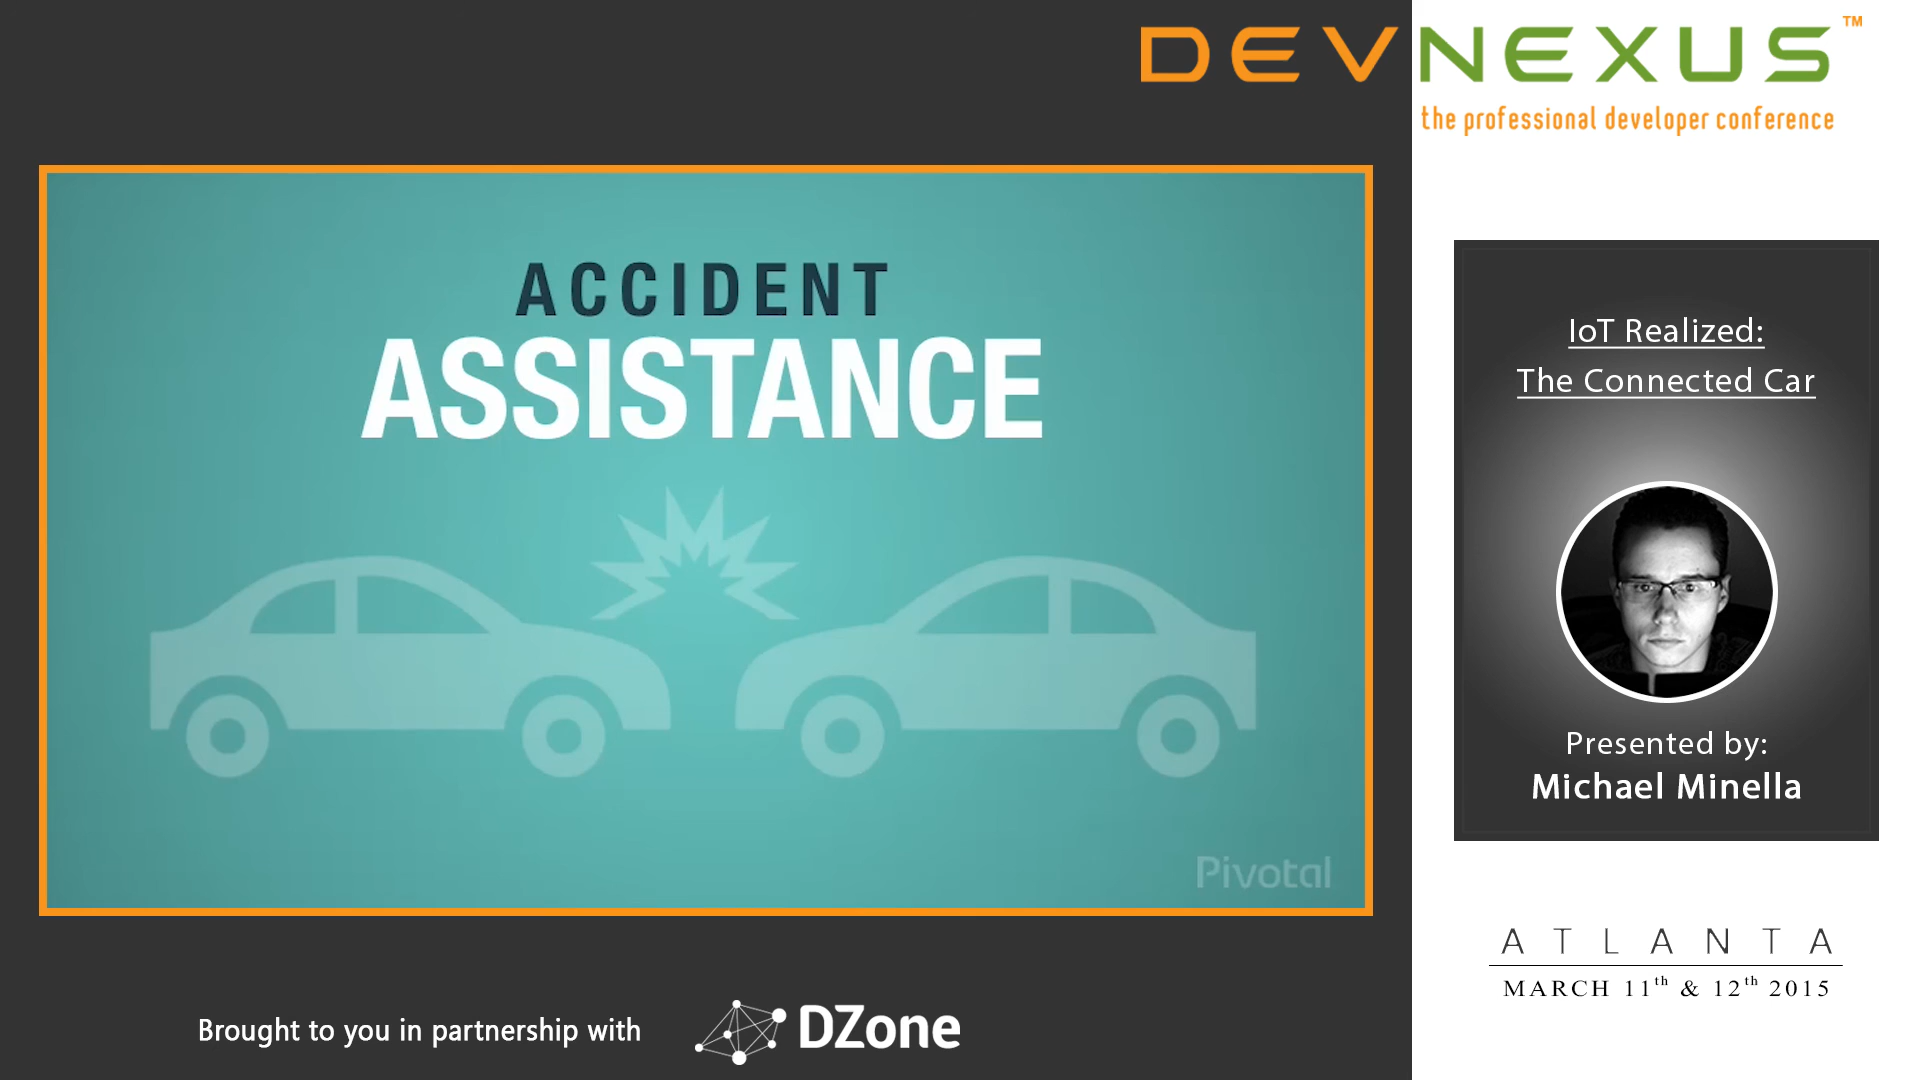 DEVNEXUS™
the professional developer conference
ACCIDENT
ASSISTANCE
Pivotal
IoT Realized:
The Connected Car
Presented by:
Michael Minella
ATLANTA
MARCH 11th & 12th 2015
Brought to you in partnership with
DZone